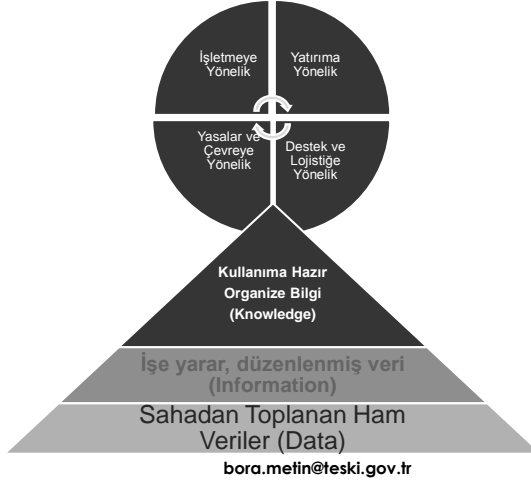 İşletmeye
Yönelik
Yatırıma
Yönelik
Yasalar ve
Çevreye
Yönelik
Destek ve
Lojistiğe
Yönelik
Kullanıma Hazır
Organize Bilgi
(Knowledge)
İşe yarar, düzenlenmiş veri
(Information)
Sahadan Toplanan Ham
Veriler (Data)
bora.metin@teski.gov.tr